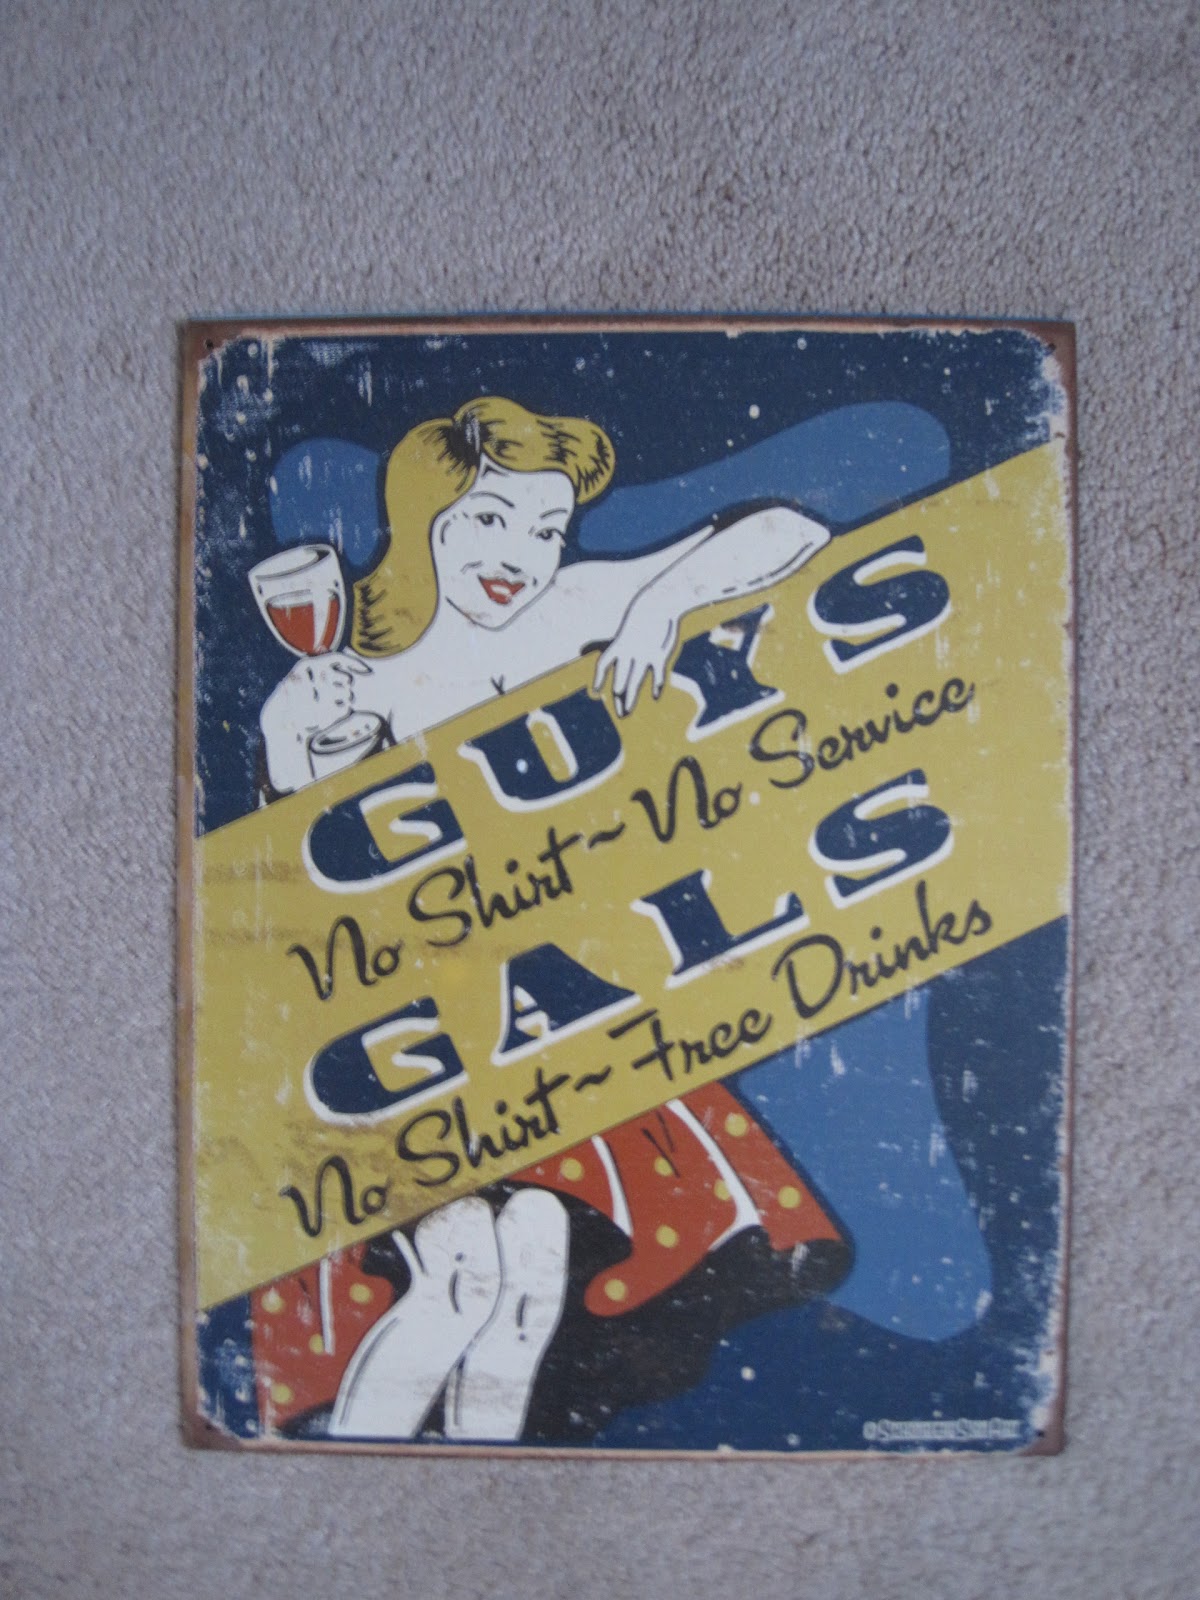 GUYS
No Shirt~No Service
GALS
No Shirt~Free Drinks